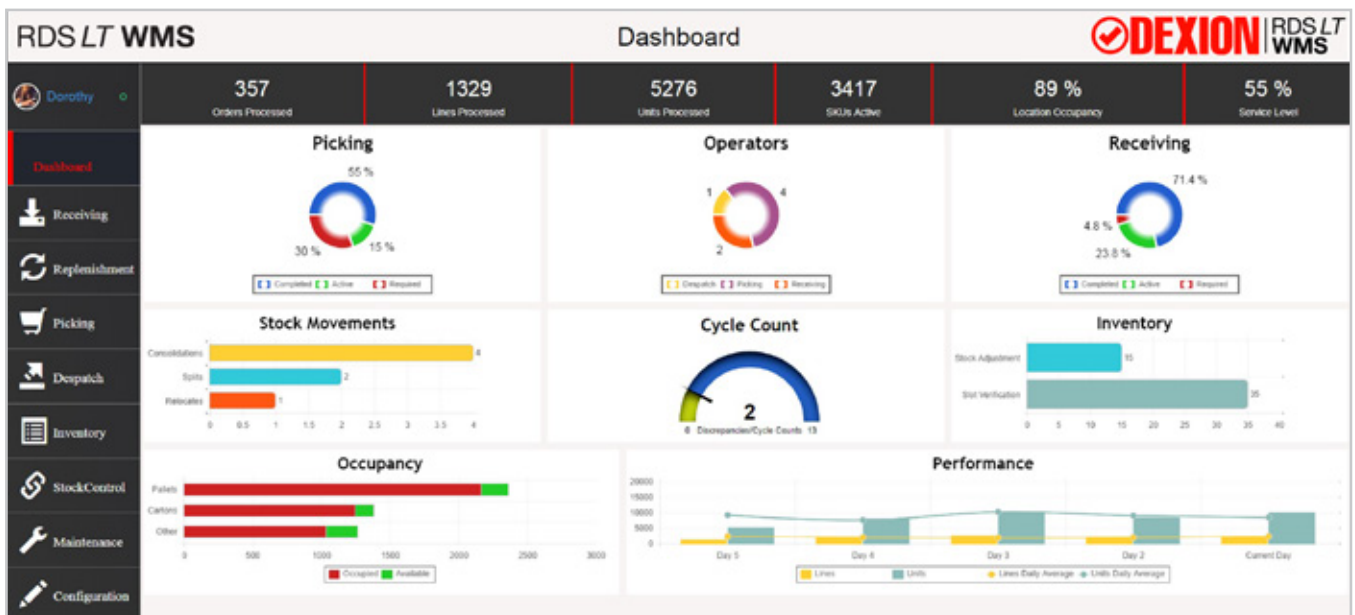 RDS LT WMS
Dashboard
DEXION RDS LT WMS
Dorothy
357
Orders Processed
1329
Lines Processed
5276
Units Processed
3417
SKUs Active
89 %
Location Occupancy
55 %
Service Level
Dashboard
Receiving
Replenishment
Picking
Despatch
Inventory
StockControl
Maintenance
Configuration
Picking
55 %
30 %
15 %
Completed Active Required
Operators
1
4
2
Despatch Picking Receiving
Receiving
71.4 %
4.8 %
23.8 %
Completed Active Required
Stock Movements
Consolidations 4
Splits 2
Relocates 1
0 0.5 1 1.5 2 2.5 3 3.5 4
Cycle Count
2
0 Discrepancies/Cycle Counts 13
Inventory
Stock Adjustment 15
Slot Verification 35
0 5 10 15 20 25 30 35 40
Occupancy
Pallets
Cartons
Other
0 500 1000 1500 2000 2500 3000
Occupied Available
Performance
20000
15000
10000
5000
0
Day 5 Day 4 Day 3 Day 2 Current Day
Lines Units Lines Daily Average Units Daily Average